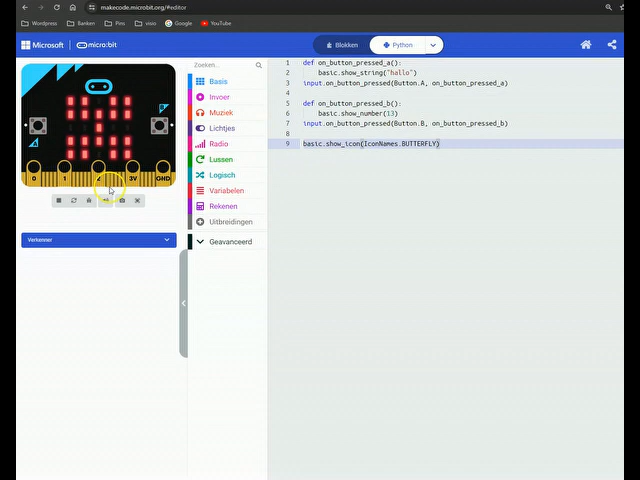 makecode.microbit.org/#editor
Wordpress Banken Pins visio Google YouTube
Microsoft micro:bit Blokken Python
Zoeken...
Basis
Invoer
Muziek
Lichtjes
Radio
Lussen
Logisch
Variabelen
Rekenen
Uitbreidingen
Geavanceerd
B
A
0 1 2 3V GND
Verkenner
1 def on_button_pressed_a():
2 basic.show_string("hallo")
3 input.on_button_pressed(Button.A, on_button_pressed_a)
4
5 def on_button_pressed_b():
6 basic.show_number(13)
7 input.on_button_pressed(Button.B, on_button_pressed_b)
8
9 basic.show_icon(IconNames.BUTTERFLY)